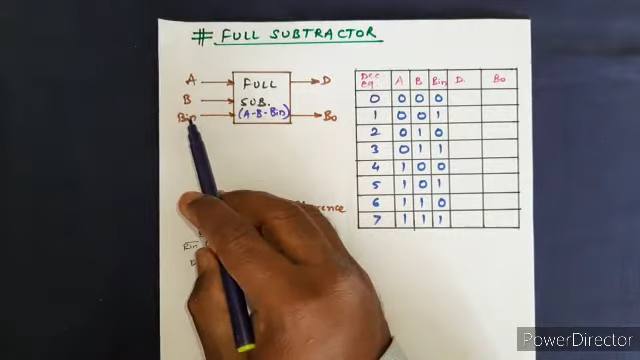 # FULL SUBTRACTOR
A
B
Bin
FULL
SUB.
(A-B-Bin)
D
Bo
Dec eq. A B Bin D. Bo
0 0 0 0
1 0 0 1
2 0 1 0
3 0 1 1
4 1 0 0
5 1 0 1
6 1 1 0
7 1 1 1
PowerDirector